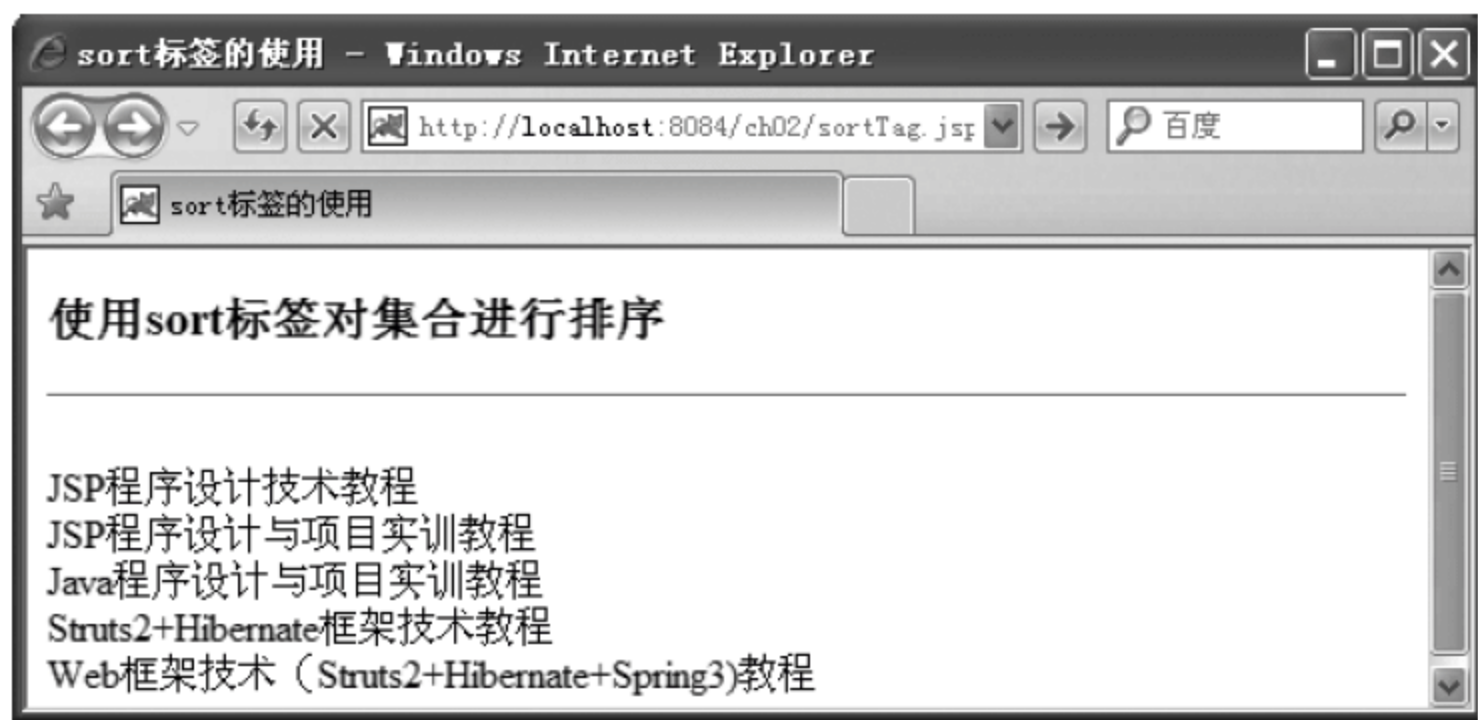 sort标签的使用 - Windows Internet Explorer
http://localhost:8084/ch02/sortTag.jsp
百度
sort标签的使用
使用sort标签对集合进行排序
JSP程序设计技术教程
JSP程序设计与项目实训教程
Java程序设计与项目实训教程
Struts2+Hibernate框架技术教程
Web框架技术（Struts2+Hibernate+Spring3)教程